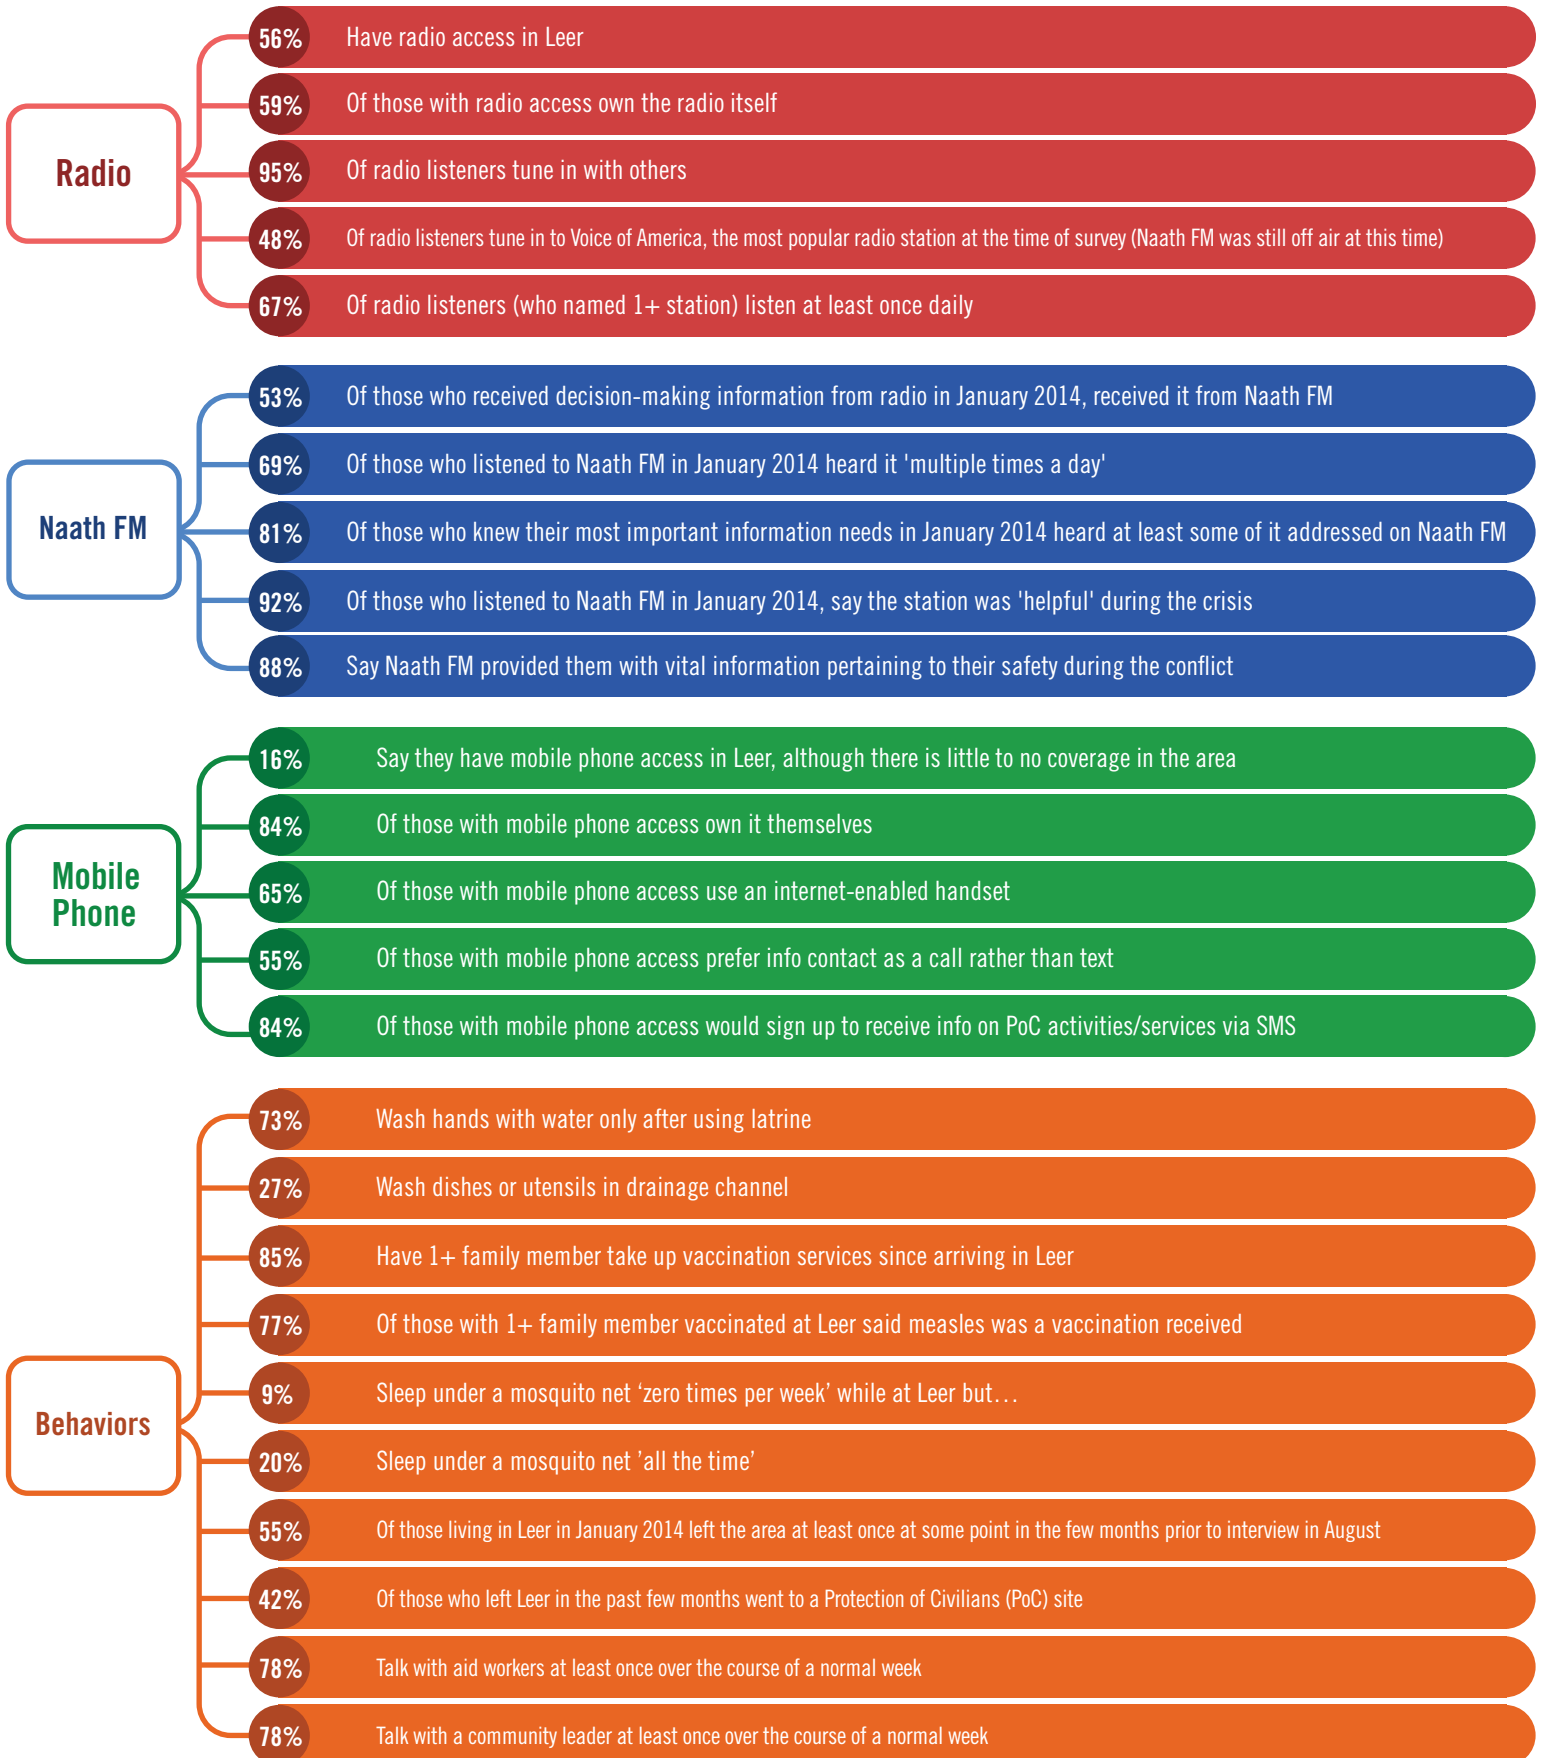 Radio
56% Have radio access in Leer
59% Of those with radio access own the radio itself
95% Of radio listeners tune in with others
48% Of radio listeners tune in to Voice of America, the most popular radio station at the time of survey (Naath FM was still off air at this time)
67% Of radio listeners (who named 1+ station) listen at least once daily
Naath FM
53% Of those who received decision-making information from radio in January 2014, received it from Naath FM
69% Of those who listened to Naath FM in January 2014 heard it 'multiple times a day'
81% Of those who knew their most important information needs in January 2014 heard at least some of it addressed on Naath FM
92% Of those who listened to Naath FM in January 2014, say the station was 'helpful' during the crisis
88% Say Naath FM provided them with vital information pertaining to their safety during the conflict
Mobile
Phone
16% Say they have mobile phone access in Leer, although there is little to no coverage in the area
84% Of those with mobile phone access own it themselves
65% Of those with mobile phone access use an internet-enabled handset
55% Of those with mobile phone access prefer info contact as a call rather than text
84% Of those with mobile phone access would sign up to receive info on PoC activities/services via SMS
Behaviors
73% Wash hands with water only after using latrine
27% Wash dishes or utensils in drainage channel
85% Have 1+ family member take up vaccination services since arriving in Leer
77% Of those with 1+ family member vaccinated at Leer said measles was a vaccination received
9% Sleep under a mosquito net ‘zero times per week’ while at Leer but…
20% Sleep under a mosquito net ’all the time’
55% Of those living in Leer in January 2014 left the area at least once at some point in the few months prior to interview in August
42% Of those who left Leer in the past few months went to a Protection of Civilians (PoC) site
78% Talk with aid workers at least once over the course of a normal week
78% Talk with a community leader at least once over the course of a normal week